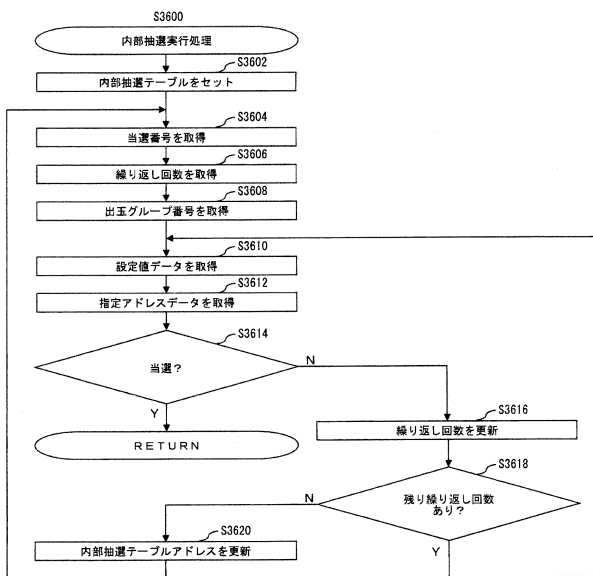 S3600
内部抽選実行処理
S3602
内部抽選テーブルをセット
S3604
当選番号を取得
S3606
繰り返し回数を取得
S3608
出玉グループ番号を取得
S3610
設定値データを取得
S3612
指定アドレスデータを取得
S3614
当選？
N
Y
RETURN
S3616
繰り返し回数を更新
S3618
残り繰り返し回数
あり？
N
Y
S3620
内部抽選テーブルアドレスを更新